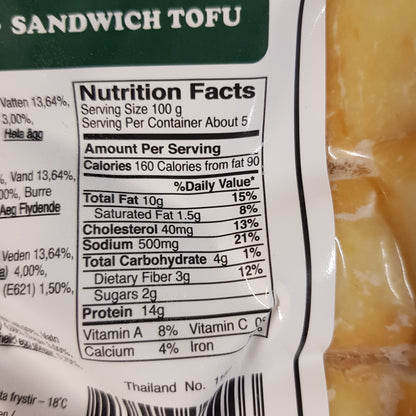 SANDWICH TOFU
Vatten 13,64%,
3,00%,
Hela ägg
Vand 13,64%,
Burre
Aeg Flydende
Veden 13,64%,
4,00%,
(E621) 1,50%,
frystir – 18°C
Nutrition Facts
Serving Size 100 g
Serving Per Container About 5
Amount Per Serving
Calories 160 Calories from fat 90
%Daily Value*
Total Fat 10g 15%
Saturated Fat 1.5g 8%
Cholesterol 40mg 13%
Sodium 500mg 21%
Total Carbohydrate 4g 1%
Dietary Fiber 3g 12%
Sugars 2g
Protein 14g
Vitamin A 8% Vitamin C
Calcium 4% Iron
Thailand No.